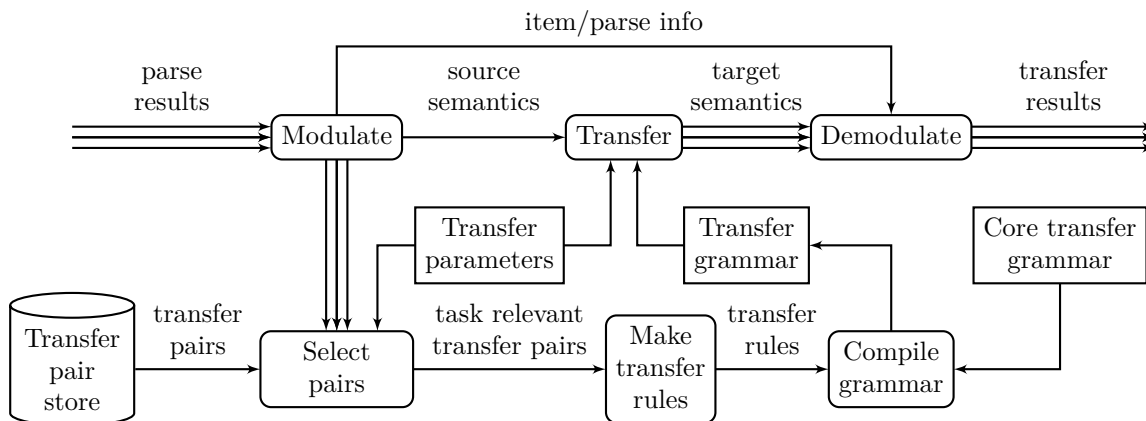 item/parse info
parse
results
source
semantics
target
semantics
transfer
results
Modulate
Transfer
Demodulate
Transfer
parameters
Transfer
grammar
Core transfer
grammar
Transfer
pair
store
transfer
pairs
Select
pairs
task relevant
transfer pairs
Make
transfer
rules
transfer
rules
Compile
grammar